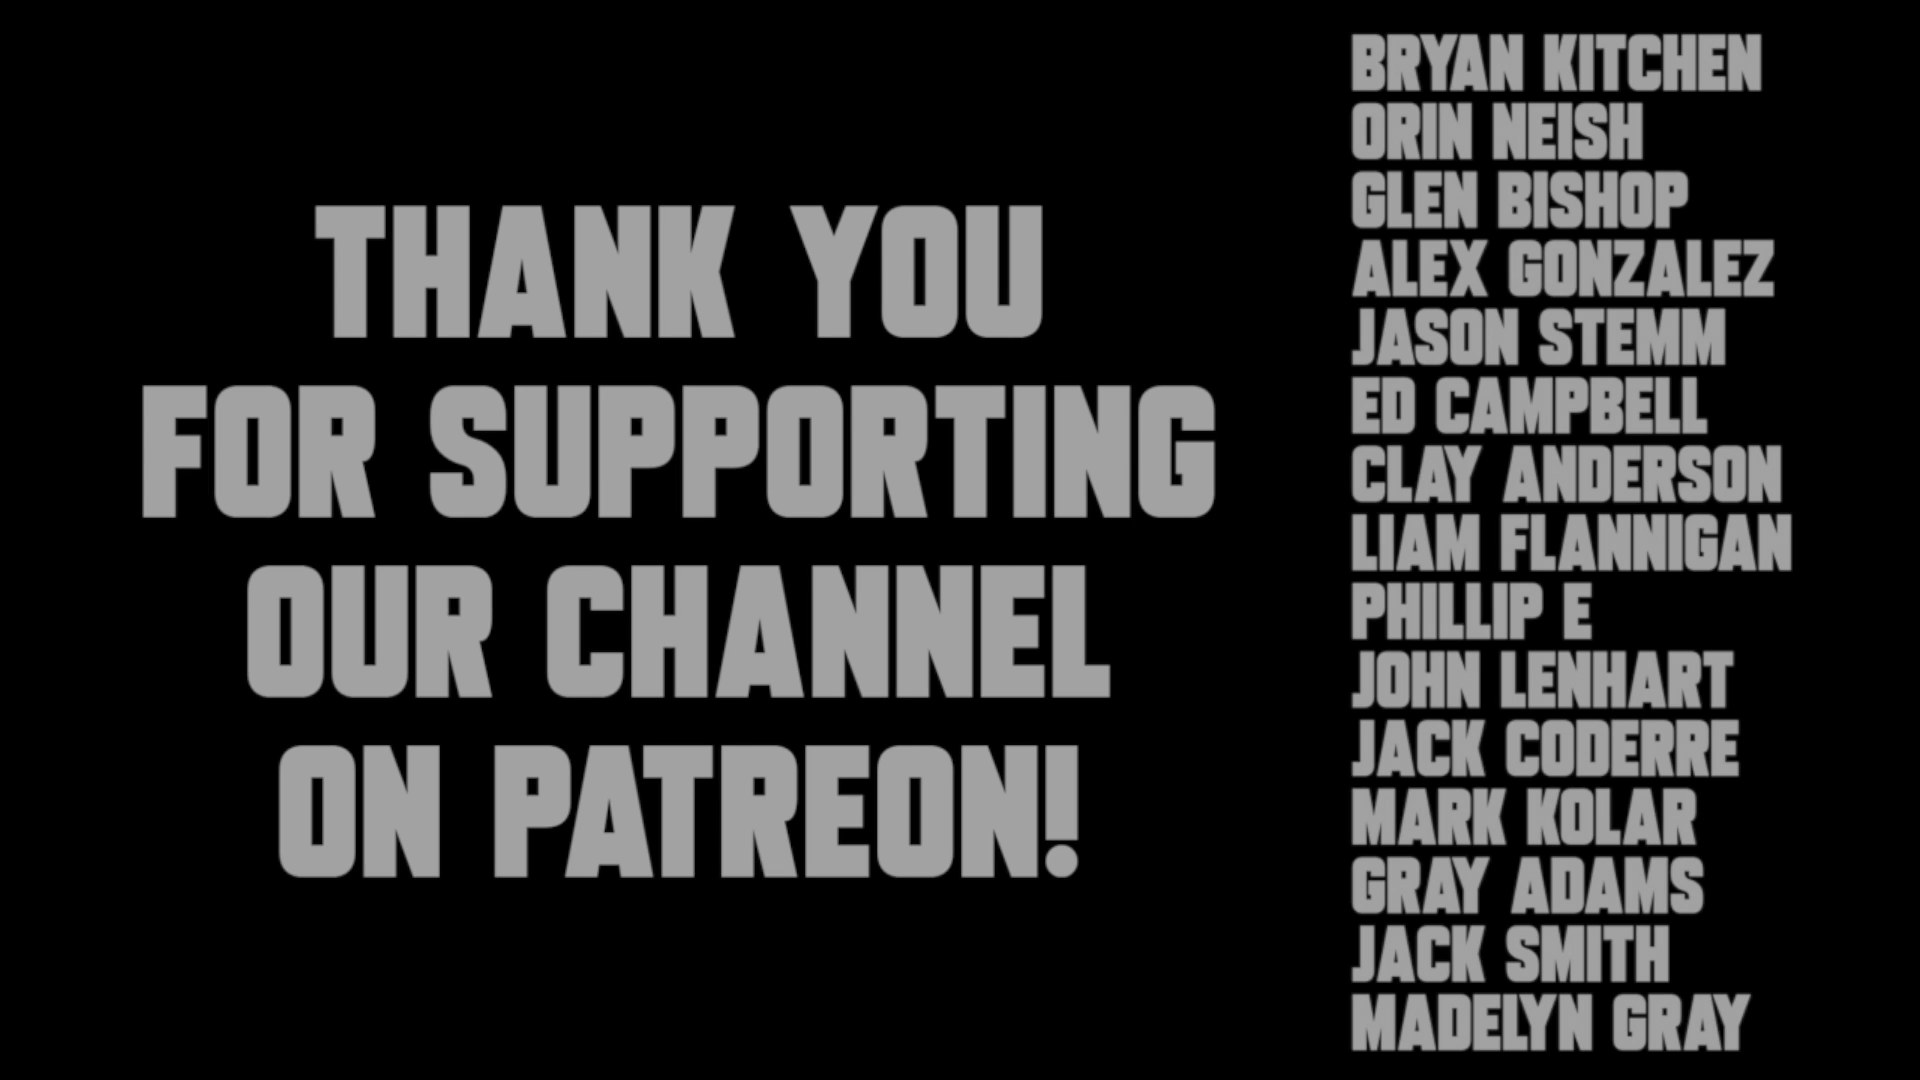 THANK YOU
FOR SUPPORTING
OUR CHANNEL
ON PATREON!
BRYAN KITCHEN
ORIN NEISH
GLEN BISHOP
ALEX GONZALEZ
JASON STEMM
ED CAMPBELL
CLAY ANDERSON
LIAM FLANNIGAN
PHILLIP E
JOHN LENHART
JACK CODERRE
MARK KOLAR
GRAY ADAMS
JACK SMITH
MADELYN GRAY